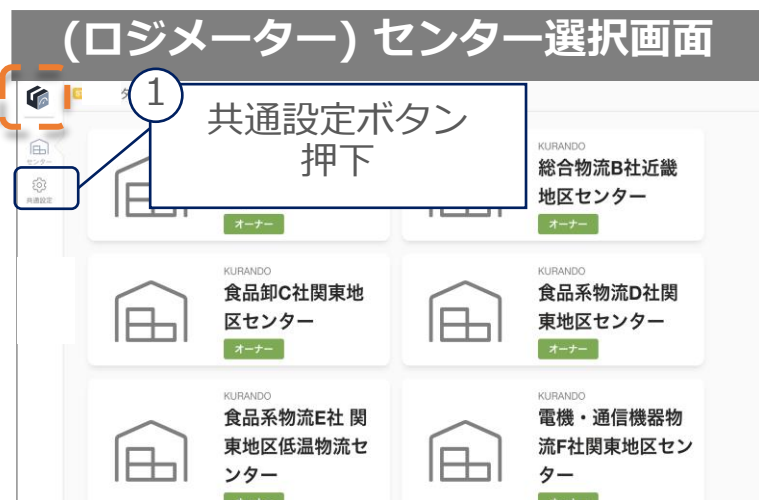 (ロジメーター) センター選択画面
1
共通設定ボタン
押下
センター
共通設定
オーナー
KURANDO
総合物流B社近畿
地区センター
オーナー
KURANDO
食品卸C社関東地
区センター
オーナー
KURANDO
食品系物流D社関
東地区センター
オーナー
KURANDO
食品系物流E社 関
東地区低温物流セ
ンター
KURANDO
電機・通信機器物
流F社関東地区セン
ター